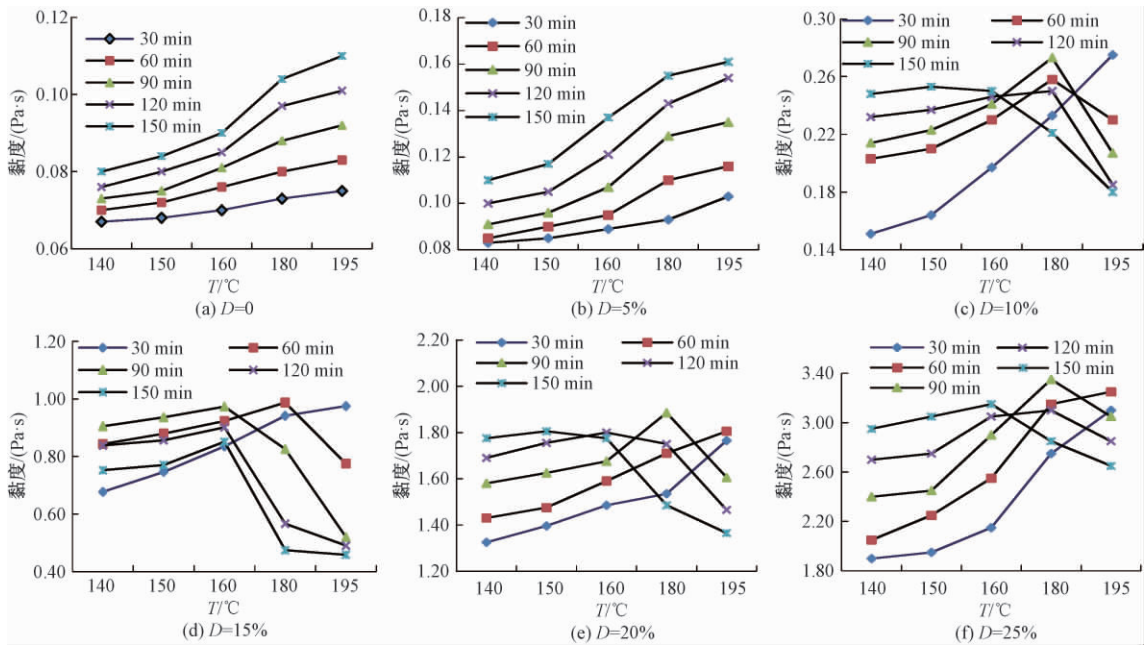 0.12
0.10
0.08
0.06
黏度/(Pa·s)
30 min
60 min
90 min
120 min
150 min
140 150 160 180 195
T/℃
(a) D=0
0.18
0.16
0.14
0.12
0.10
0.08
黏度/(Pa·s)
30 min
60 min
90 min
120 min
150 min
140 150 160 180 195
T/℃
(b) D=5%
0.30
0.26
0.22
0.18
0.14
黏度/(Pa·s)
30 min 60 min
90 min 120 min
150 min
140 150 160 180 195
T/℃
(c) D=10%
1.20
1.00
0.80
0.60
0.40
黏度/(Pa·s)
30 min 60 min
90 min 120 min
150 min
140 150 160 180 195
T/℃
(d) D=15%
2.20
2.00
1.80
1.60
1.40
1.20
黏度/(Pa·s)
30 min 60 min
90 min 120 min
150 min
140 150 160 180 195
T/℃
(e) D=20%
3.40
3.00
2.60
2.20
1.80
黏度/(Pa·s)
30 min 120 min
60 min 150 min
90 min
140 150 160 180 195
T/℃
(f) D=25%